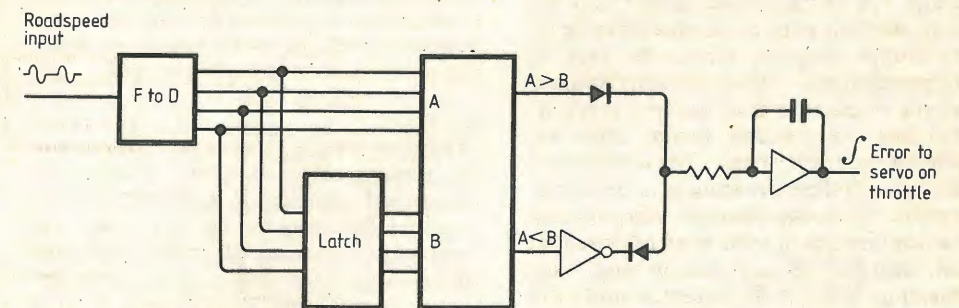 Roadspeed
input
F to D
A
A>B
Latch
B
A<B
∫ Error to
servo on
throttle